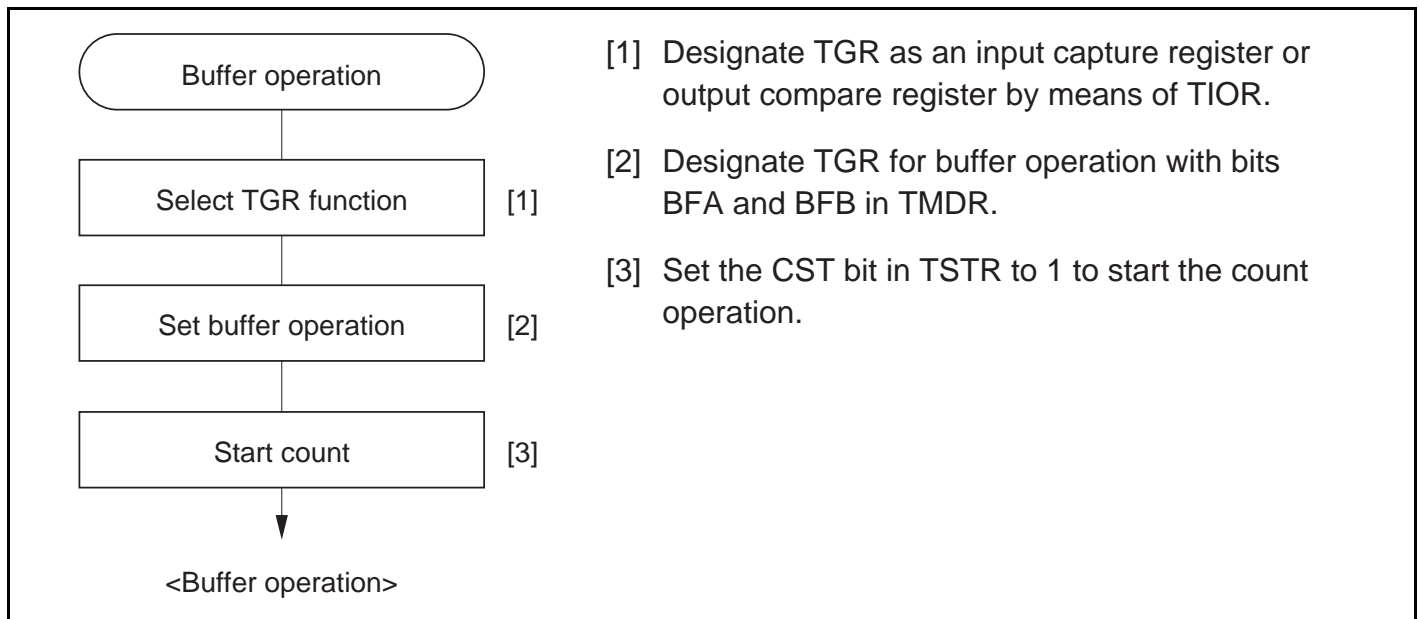 Buffer operation
Select TGR function [1]
Set buffer operation [2]
Start count [3]
<Buffer operation>
[1] Designate TGR as an input capture register or
output compare register by means of TIOR.
[2] Designate TGR for buffer operation with bits
BFA and BFB in TMDR.
[3] Set the CST bit in TSTR to 1 to start the count
operation.